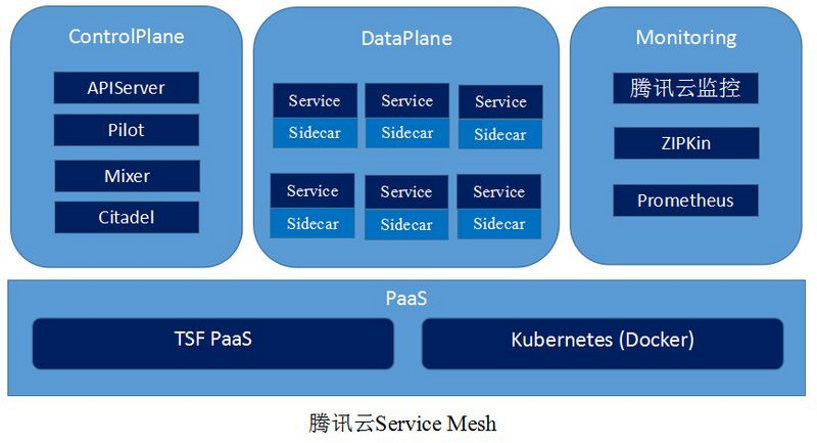 ControlPlane
APIServer
Pilot
Mixer
Citadel
DataPlane
Service
Sidecar
Service
Sidecar
Service
Sidecar
Service
Sidecar
Service
Sidecar
Service
Sidecar
Monitoring
腾讯云监控
ZIPKin
Prometheus
PaaS
TSF PaaS
Kubernetes (Docker)
腾讯云Service Mesh